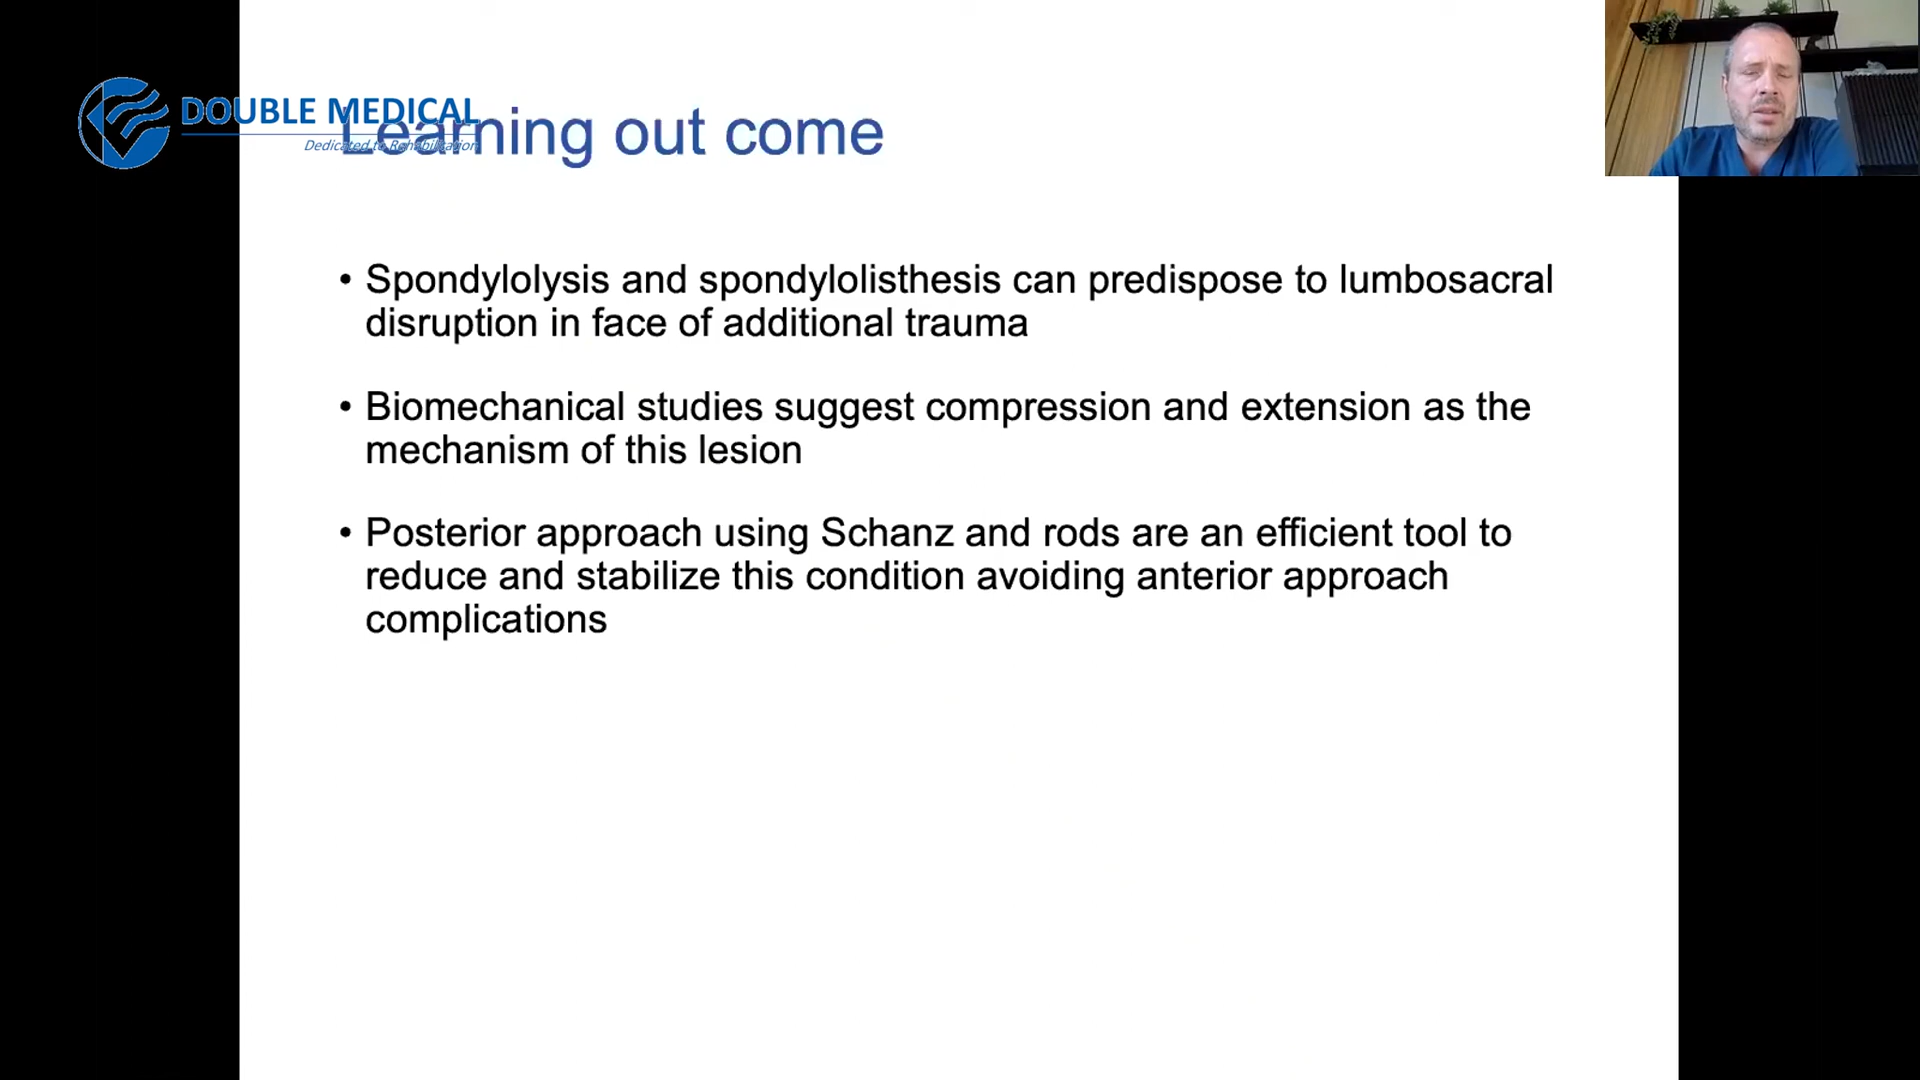 DOUBLE MEDICAL
Dedicated to Rehabilitation
Learning out come
• Spondylolysis and spondylolisthesis can predispose to lumbosacral
disruption in face of additional trauma
• Biomechanical studies suggest compression and extension as the
mechanism of this lesion
• Posterior approach using Schanz and rods are an efficient tool to
reduce and stabilize this condition avoiding anterior approach
complications